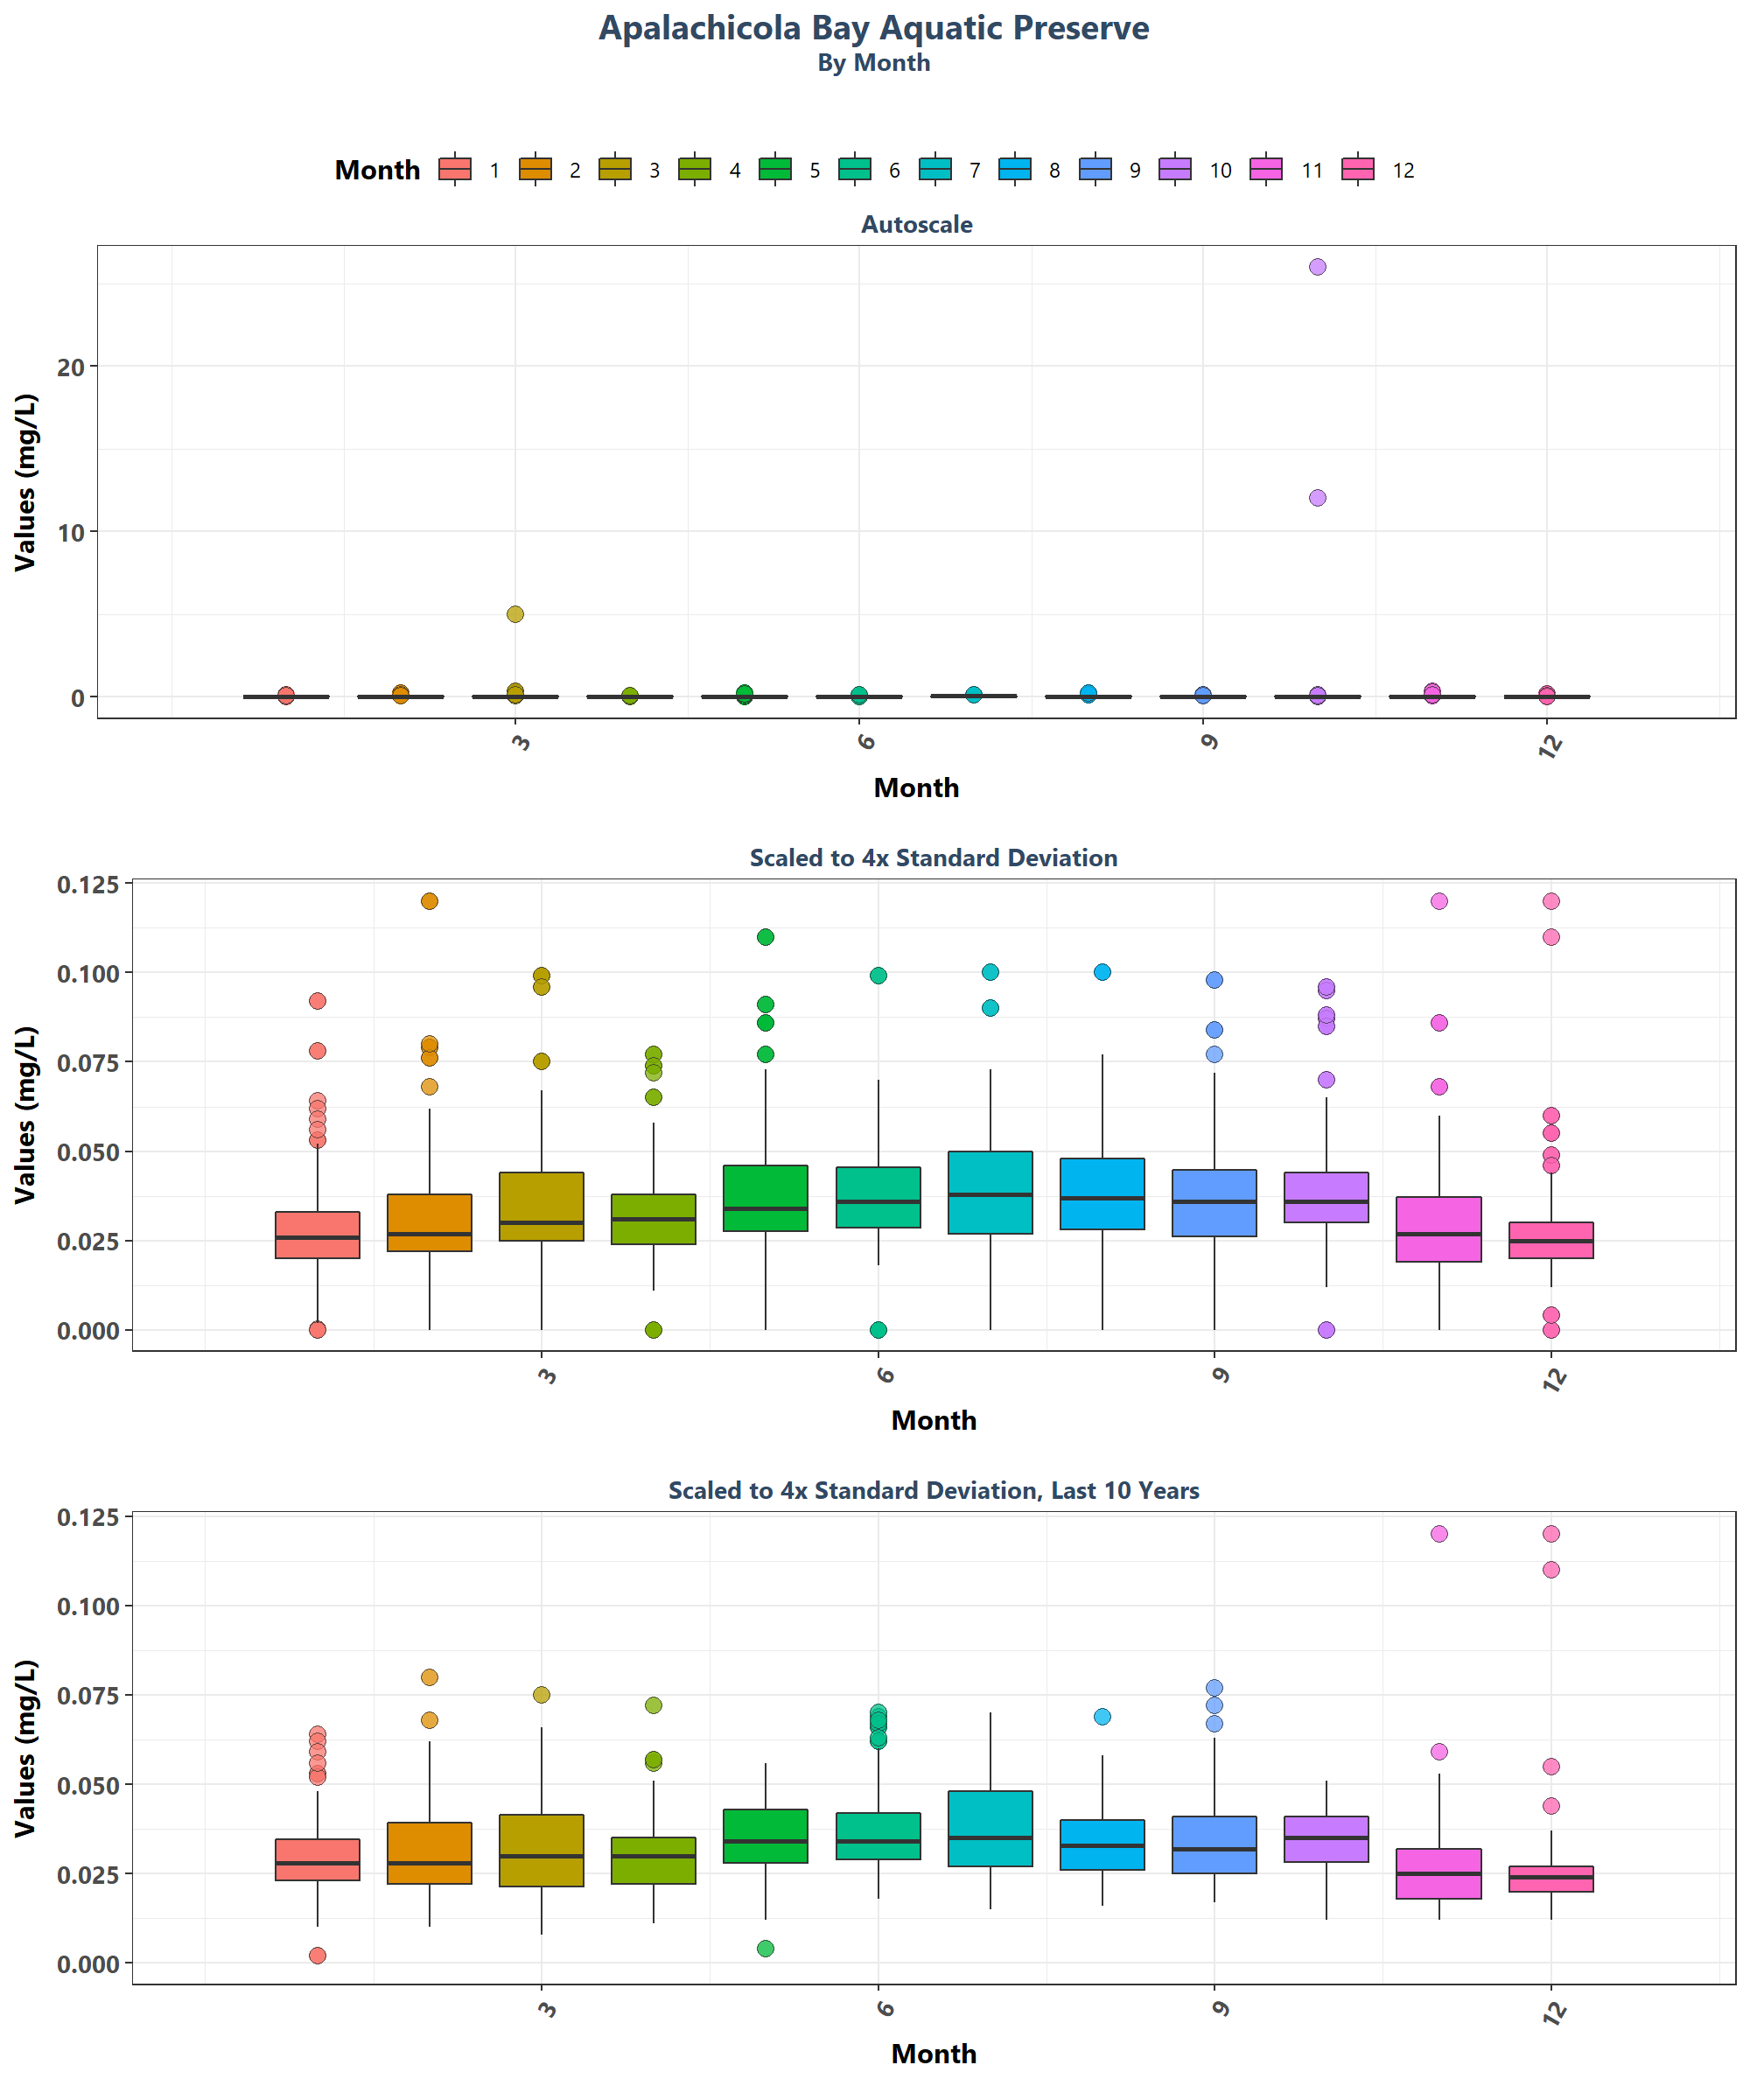 Apalachicola Bay Aquatic Preserve
By Month
Month 1 2 3 4 5 6 7 8 9 10 11 12
Autoscale
Values (mg/L)
20
10
0
3 6 9 12
Month
Scaled to 4x Standard Deviation
Values (mg/L)
0.125
0.100
0.075
0.050
0.025
0.000
3 6 9 12
Month
Scaled to 4x Standard Deviation, Last 10 Years
Values (mg/L)
0.125
0.100
0.075
0.050
0.025
0.000
3 6 9 12
Month